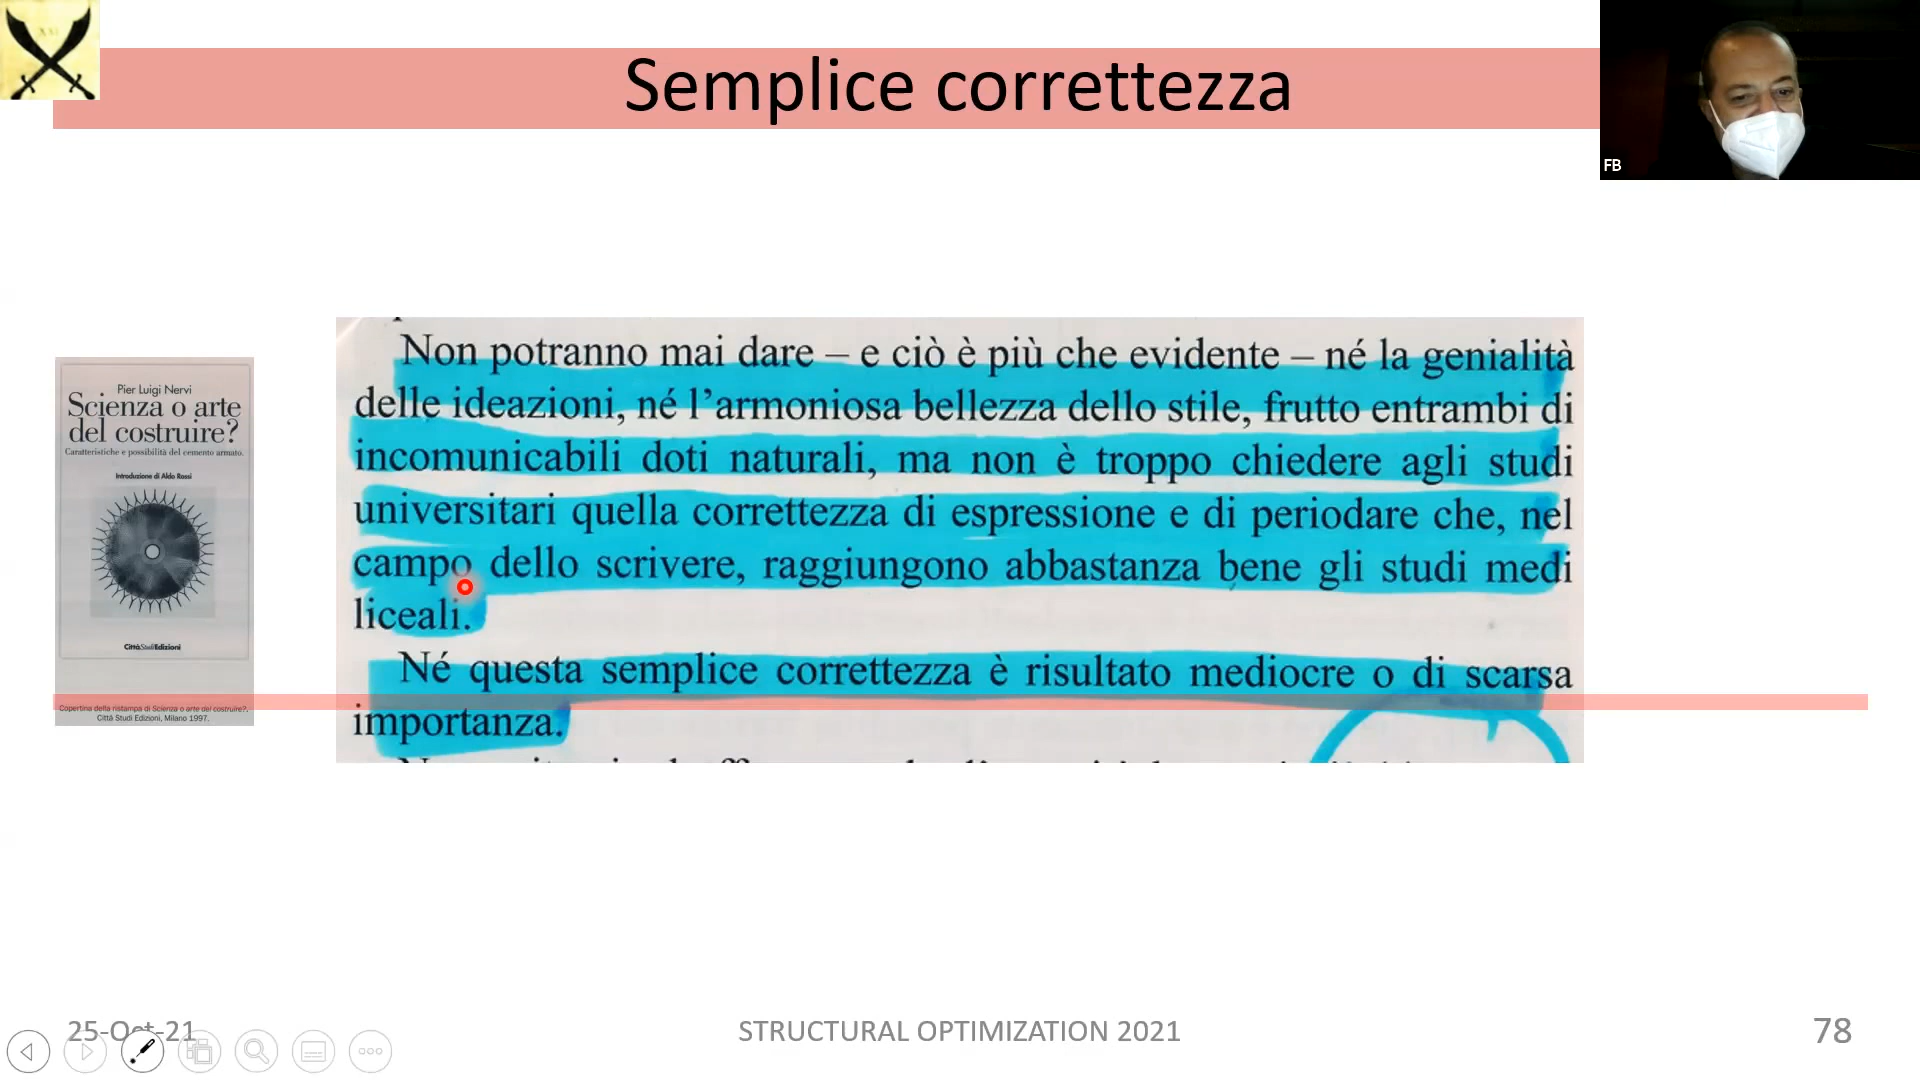 XXI
Semplice correttezza
FB
Pier Luigi Nervi
Scienza o arte
del costruire?
Caratteristiche e possibilità del cemento armato.
Introduzione di Aldo Rossi
CittàStudiEdizioni
Copertina della ristampa di Scienza o arte del costruire?,
Città Studi Edizioni, Milano 1997.
Non potranno mai dare – e ciò è più che evidente – né la genialità
delle ideazioni, né l’armoniosa bellezza dello stile, frutto entrambi di
incomunicabili doti naturali, ma non è troppo chiedere agli studi
universitari quella correttezza di espressione e di periodare che, nel
campo dello scrivere, raggiungono abbastanza bene gli studi medi
liceali.
Né questa semplice correttezza è risultato mediocre o di scarsa
importanza.
25-Oct-21
STRUCTURAL OPTIMIZATION 2021
78